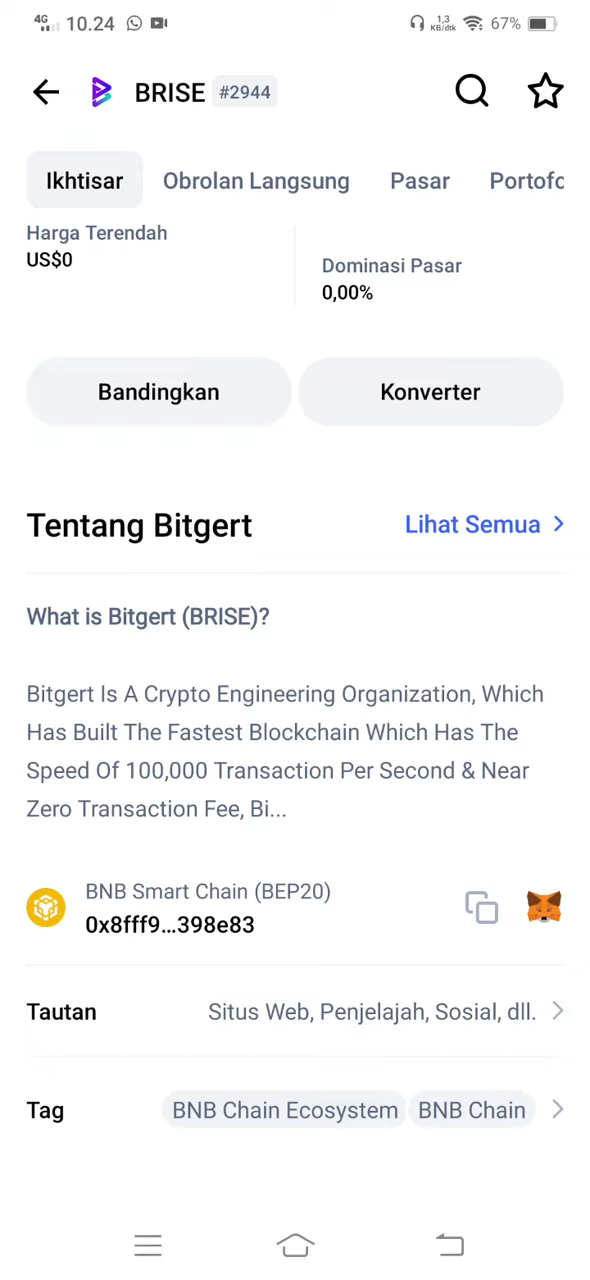 4G 10.24 1,3 KB/dtk 67%
BRISE #2944
Ikhtisar Obrolan Langsung Pasar Portofo
Harga Terendah
US$0
Dominasi Pasar
0,00%
Bandingkan Konverter
Tentang Bitgert Lihat Semua
What is Bitgert (BRISE)?
Bitgert Is A Crypto Engineering Organization, Which
Has Built The Fastest Blockchain Which Has The
Speed Of 100,000 Transaction Per Second & Near
Zero Transaction Fee, Bi...
BNB Smart Chain (BEP20)
0x8fff9...398e83
Tautan Situs Web, Penjelajah, Sosial, dll.
Tag BNB Chain Ecosystem BNB Chain